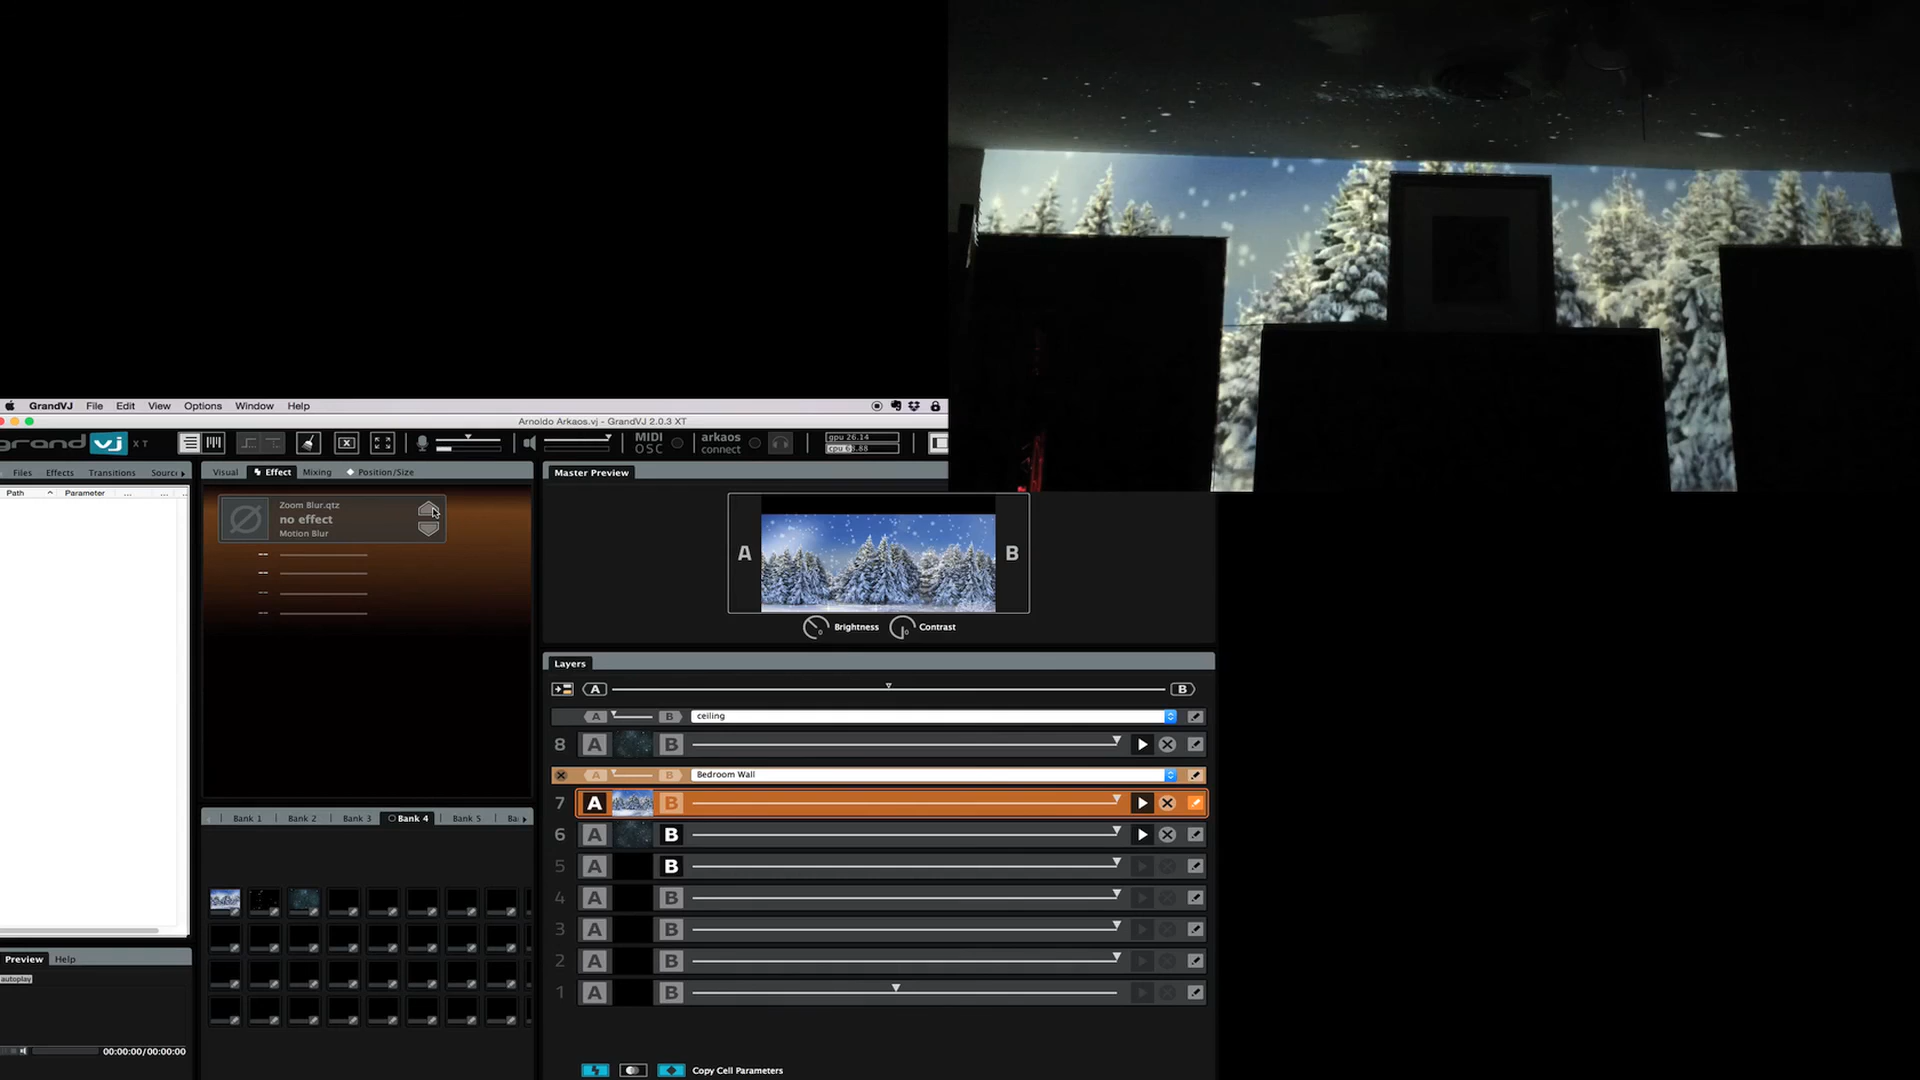 GrandVJ File Edit View Options Window Help
Arnoldo Arkaos.vj - GrandVJ 2.0.3 XT
grand vj XT
MIDI OSC
arkaos connect
gpu 26.14
Files Effects Transitions
Visual Effect Mixing Position/Size
Master Preview
Path Parameter ... ...
Zoom Blur.qtz
no effect
Motion Blur
--
--
--
--
A B
Brightness Contrast
Layers
A B
A B ceiling
8 A B
A B Bedroom Wall
7 A B
6 A B
5 A B
4 A B
3 A B
2 A B
1 A B
Bank 1 Bank 2 Bank 3 Bank 4 Bank 5
Preview Help
autoplay
00:00:00/00:00:00
Copy Cell Parameters